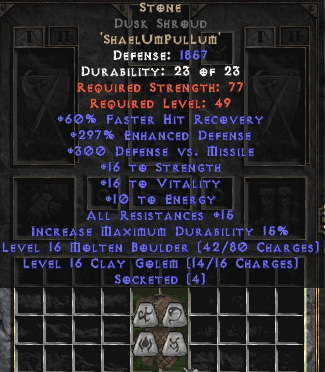 Stone
Dusk Shroud
'ShaelUmPulLum'
Defense: 1857
Durability: 23 of 23
Required Strength: 77
Required Level: 49
+60% Faster Hit Recovery
+297% Enhanced Defense
+300 Defense vs. Missile
+16 to Strength
+16 to Vitality
+10 to Energy
All Resistances +15
Increase Maximum Durability 15%
Level 16 Molten Boulder (42/80 Charges)
Level 16 Clay Golem (14/16 Charges)
Socketed (4)